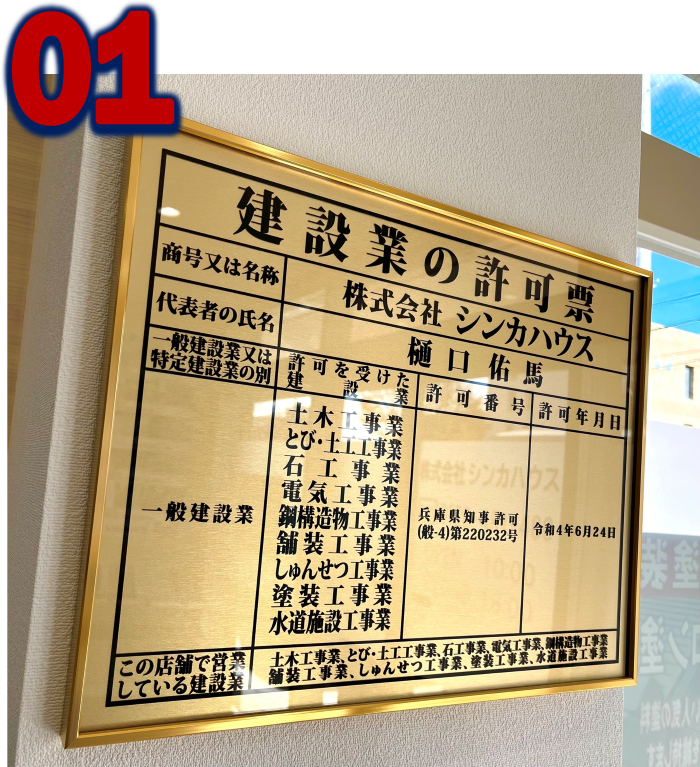 01
建設業の許可票
商号又は名称
株式会社 シンカハウス
代表者の氏名
樋口佑馬
一般建設業又は
特定建設業の別
許可を受けた
建設業
許可番号
許可年月日
一般建設業
土木工事業
とび・土工工事業
石工事業
電気工事業
鋼構造物工事業
舗装工事業
しゅんせつ工事業
塗装工事業
水道施設工事業
兵庫県知事許可
(般-4)第220232号
令和4年6月24日
この店舗で営業
している建設業
土木工事業、とび・土工工事業、石工事業、電気工事業、鋼構造物工事業
舗装工事業、しゅんせつ工事業、塗装工事業、水道施設工事業
株式会社シンカハウス